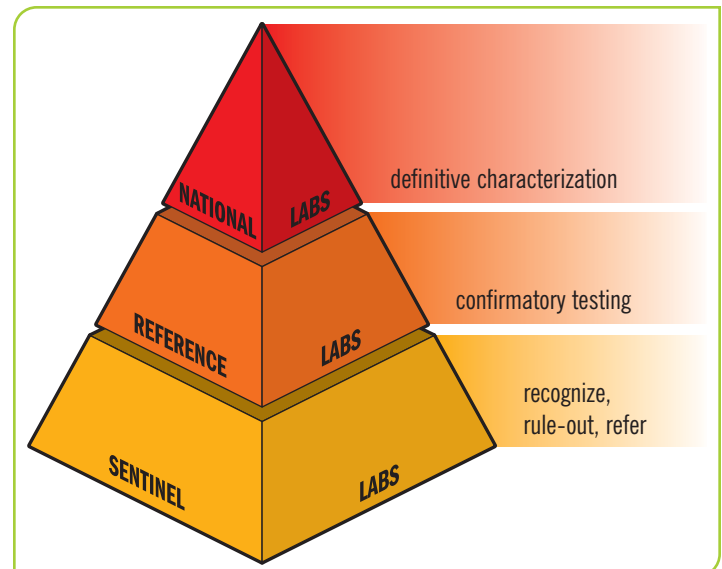 NATIONAL LABS
definitive characterization
REFERENCE LABS
confirmatory testing
SENTINEL LABS
recognize,
rule-out, refer